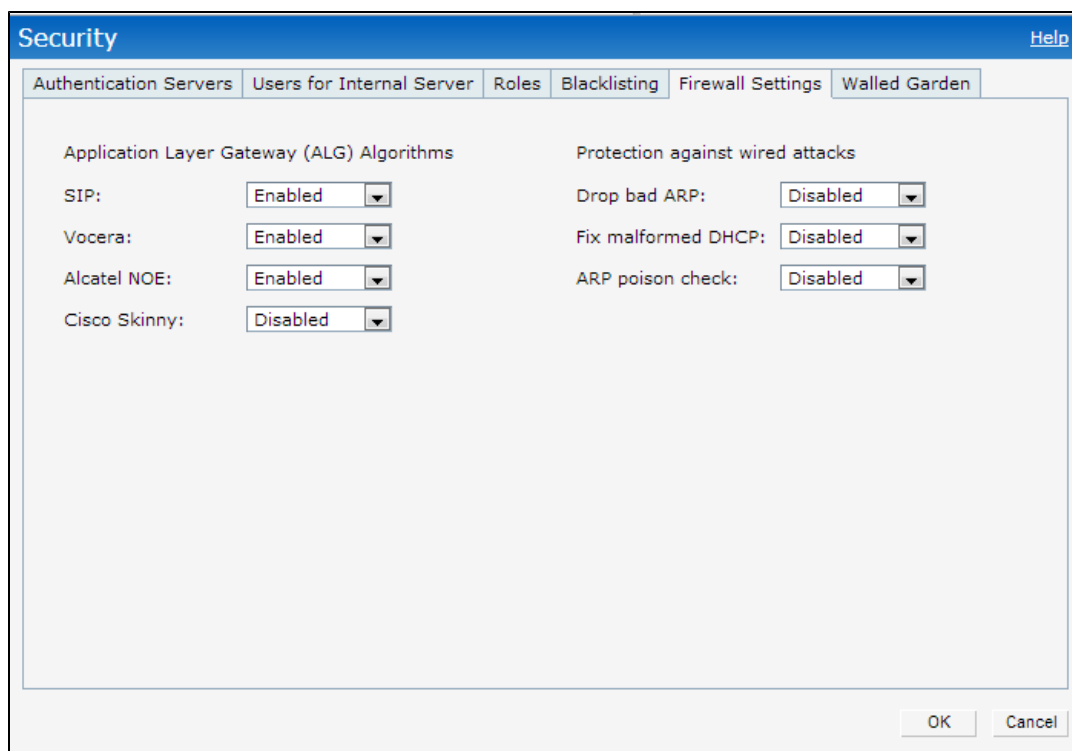 Security
Help
Authentication Servers
Users for Internal Server
Roles
Blacklisting
Firewall Settings
Walled Garden
Application Layer Gateway (ALG) Algorithms
SIP: Enabled
Vocera: Enabled
Alcatel NOE: Enabled
Cisco Skinny: Disabled
Protection against wired attacks
Drop bad ARP: Disabled
Fix malformed DHCP: Disabled
ARP poison check: Disabled
OK
Cancel